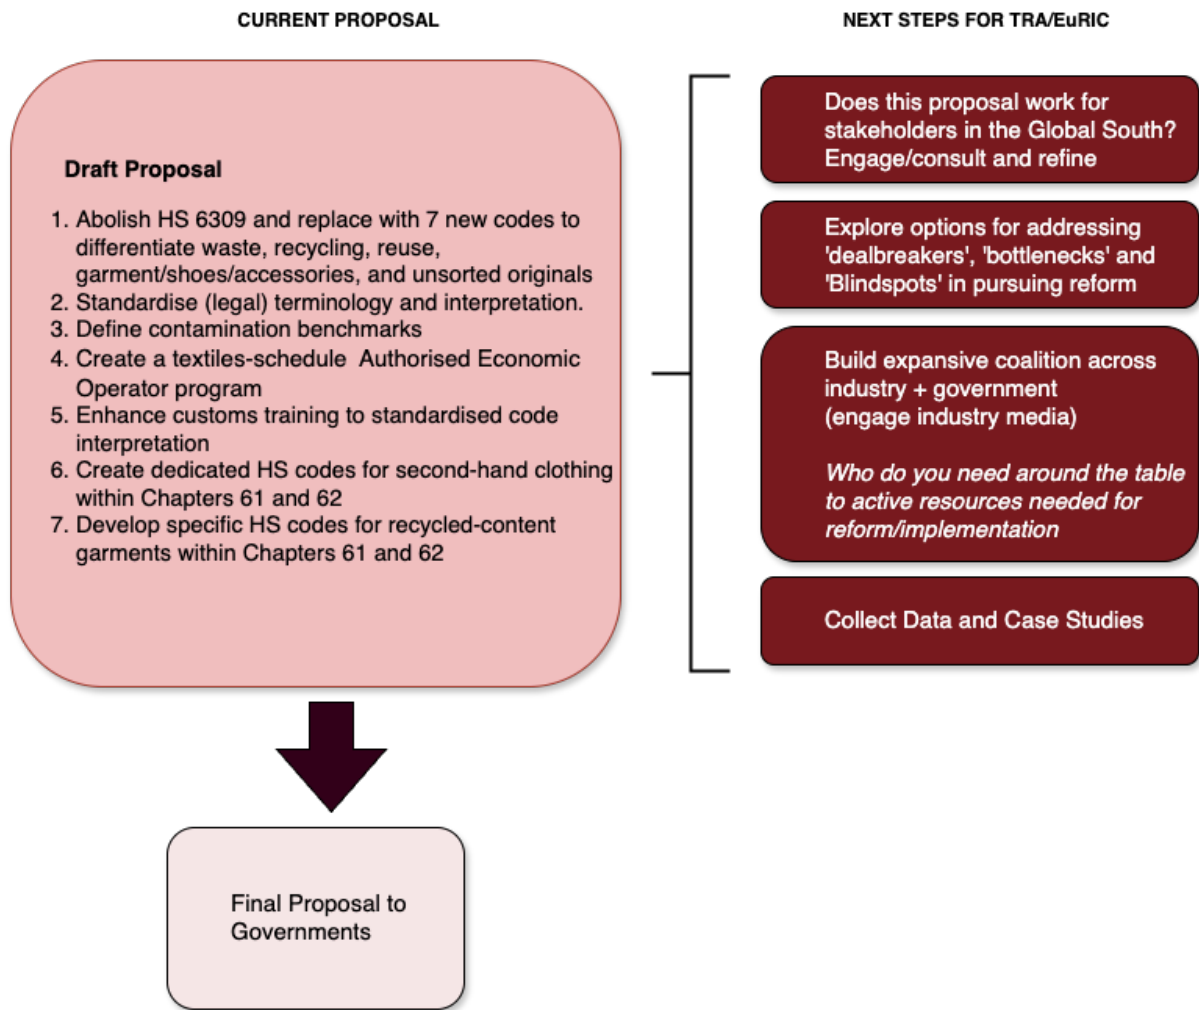 CURRENT PROPOSAL
Draft Proposal
1. Abolish HS 6309 and replace with 7 new codes to
differentiate waste, recycling, reuse,
garment/shoes/accessories, and unsorted originals
2. Standardise (legal) terminology and interpretation.
3. Define contamination benchmarks
4. Create a textiles-schedule Authorised Economic
Operator program
5. Enhance customs training to standardised code
interpretation
6. Create dedicated HS codes for second-hand clothing
within Chapters 61 and 62
7. Develop specific HS codes for recycled-content
garments within Chapters 61 and 62
Final Proposal to
Governments
NEXT STEPS FOR TRA/EuRIC
Does this proposal work for
stakeholders in the Global South?
Engage/consult and refine
Explore options for addressing
'dealbreakers', 'bottlenecks' and
'Blindspots' in pursuing reform
Build expansive coalition across
industry + government
(engage industry media)
Who do you need around the table
to active resources needed for
reform/implementation
Collect Data and Case Studies